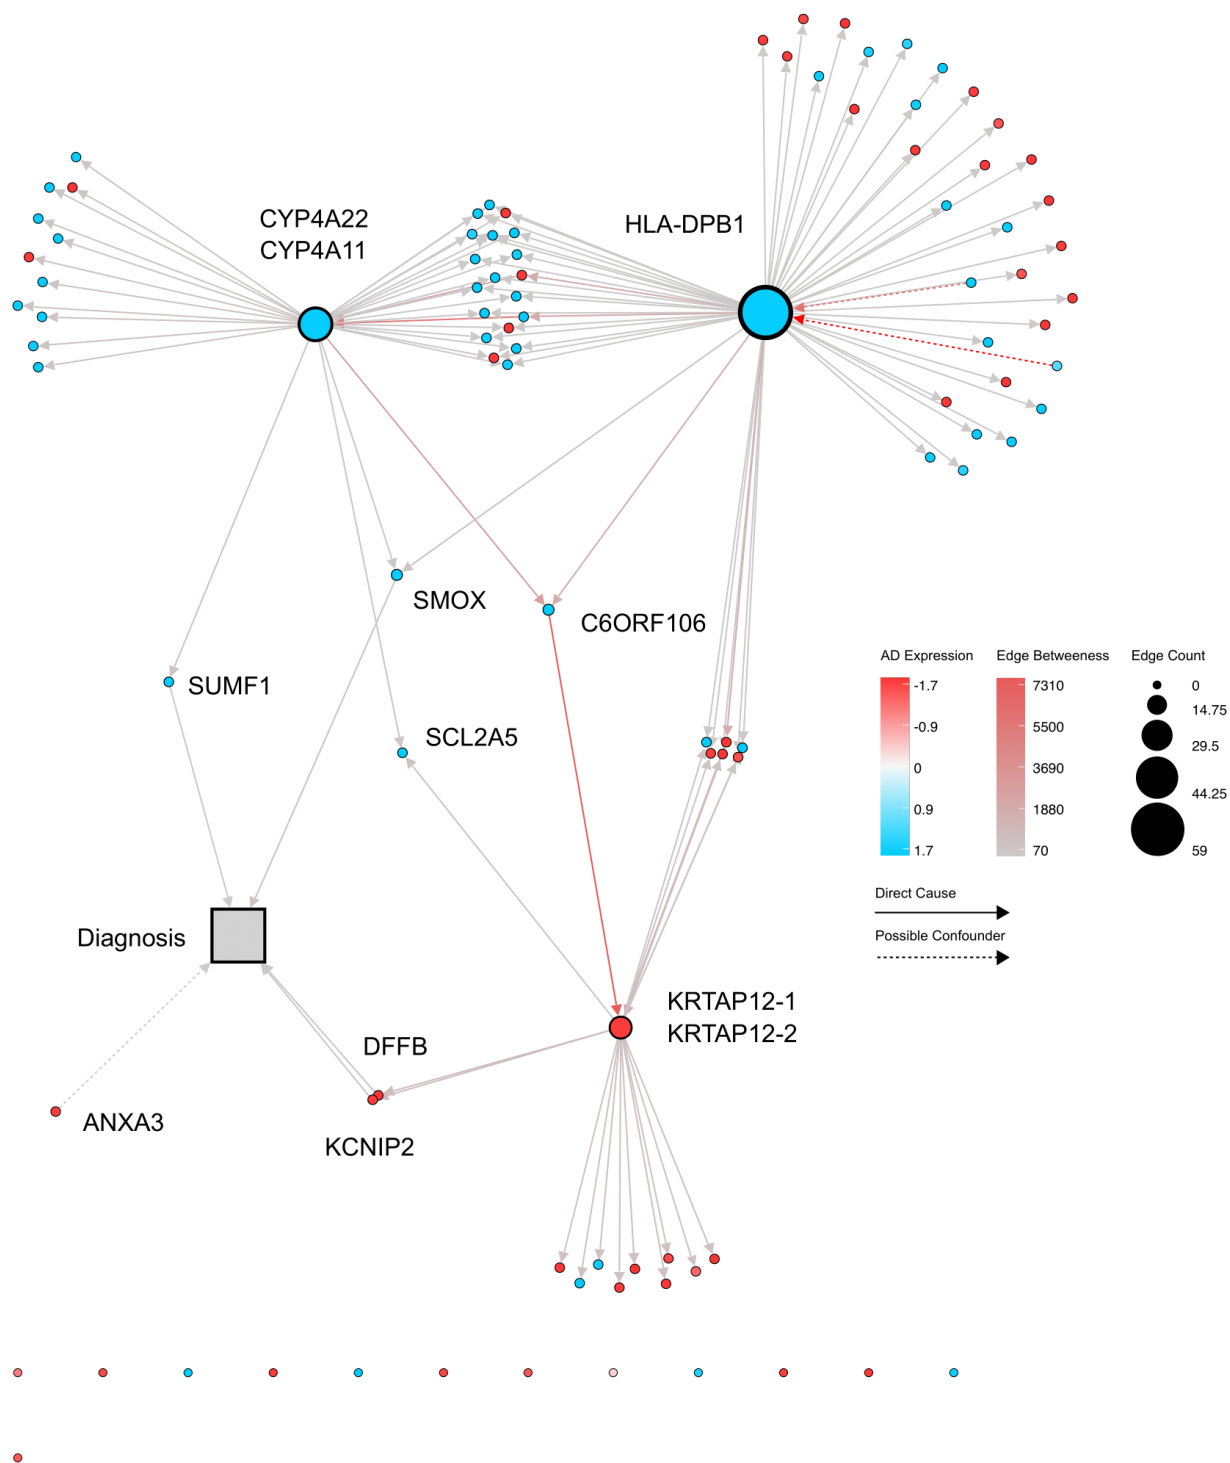 CYP4A22
CYP4A11
HLA-DPB1
SMOX
C6ORF106
SUMF1
SCL2A5
AD Expression
-1.7
-0.9
0
0.9
1.7
Edge Betweeness
7310
5500
3690
1880
70
Edge Count
0
14.75
29.5
44.25
59
Direct Cause
Possible Confounder
Diagnosis
KRTAP12-1
KRTAP12-2
DFFB
ANXA3
KCNIP2